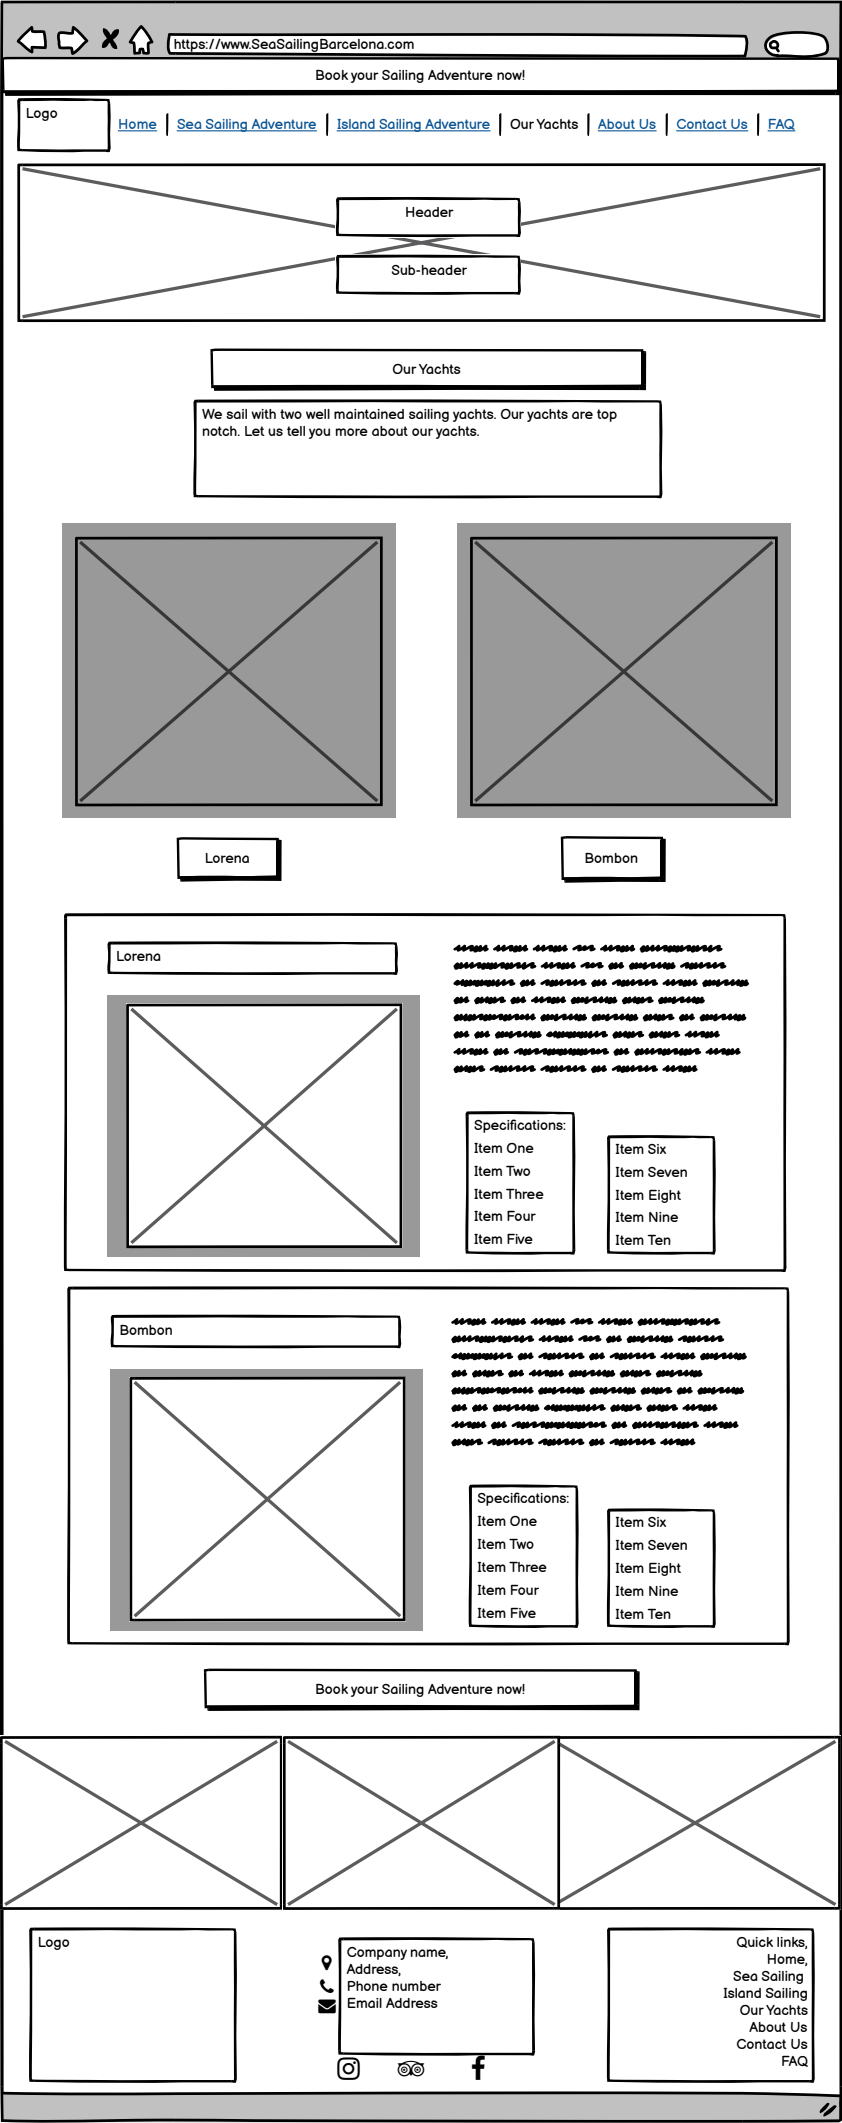 https://www.SeaSailingBarcelona.com
Book your Sailing Adventure now!
Logo
Home | Sea Sailing Adventure | Island Sailing Adventure | Our Yachts | About Us | Contact Us | FAQ
Header
Sub-header
Our Yachts
We sail with two well maintained sailing yachts. Our yachts are top
notch. Let us tell you more about our yachts.
Lorena
Bombon
Lorena
Specifications:
Item One
Item Two
Item Three
Item Four
Item Five
Item Six
Item Seven
Item Eight
Item Nine
Item Ten
Bombon
Specifications:
Item One
Item Two
Item Three
Item Four
Item Five
Item Six
Item Seven
Item Eight
Item Nine
Item Ten
Book your Sailing Adventure now!
Logo
Company name,
Address,
Phone number
Email Address
Quick links,
Home,
Sea Sailing
Island Sailing
Our Yachts
About Us
Contact Us
FAQ